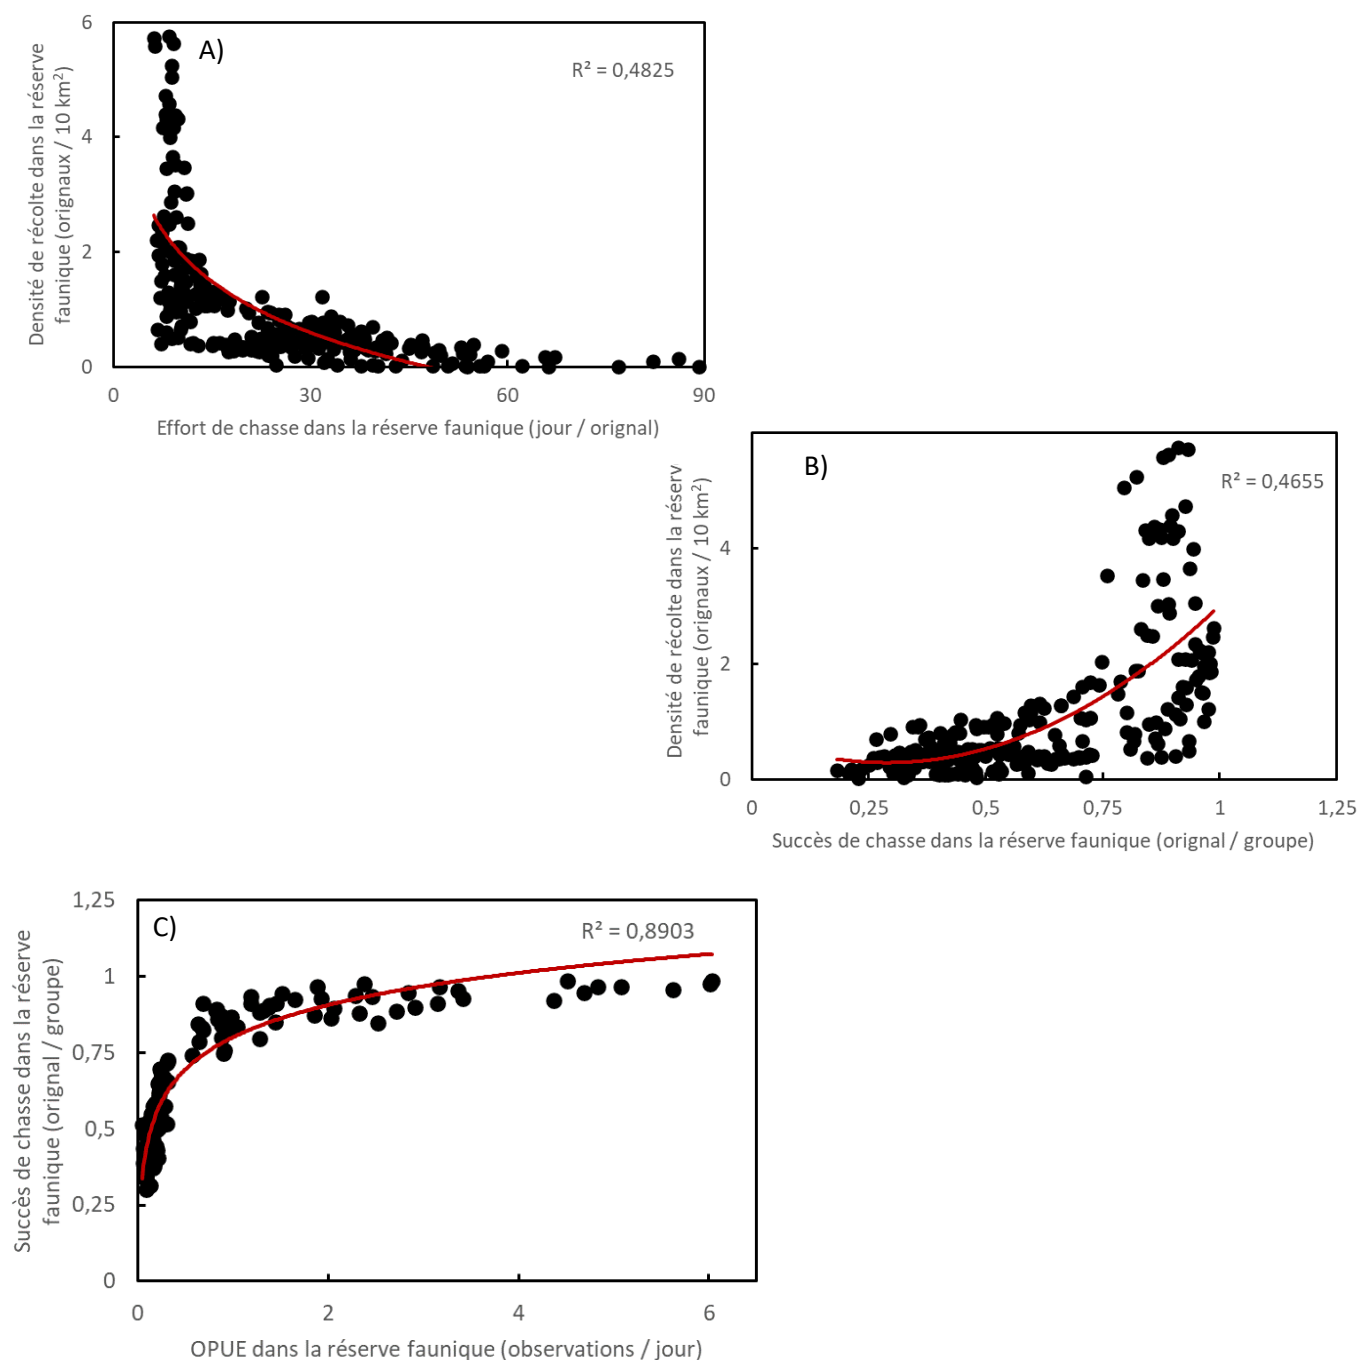 A)
R² = 0,4825
Densité de récolte dans la réserve
faunique (orignaux / 10 km²)
6
4
2
0
0 30 60 90
Effort de chasse dans la réserve faunique (jour / orignal)
B)
R² = 0,4655
Densité de récolte dans la réserv
faunique (orignaux / 10 km²)
4
2
0
0 0,25 0,5 0,75 1 1,25
Succès de chasse dans la réserve faunique (orignal / groupe)
C)
R² = 0,8903
Succès de chasse dans la réserve
faunique (orignal / groupe)
1,25
1
0,75
0,5
0,25
0
0 2 4 6
OPUE dans la réserve faunique (observations / jour)